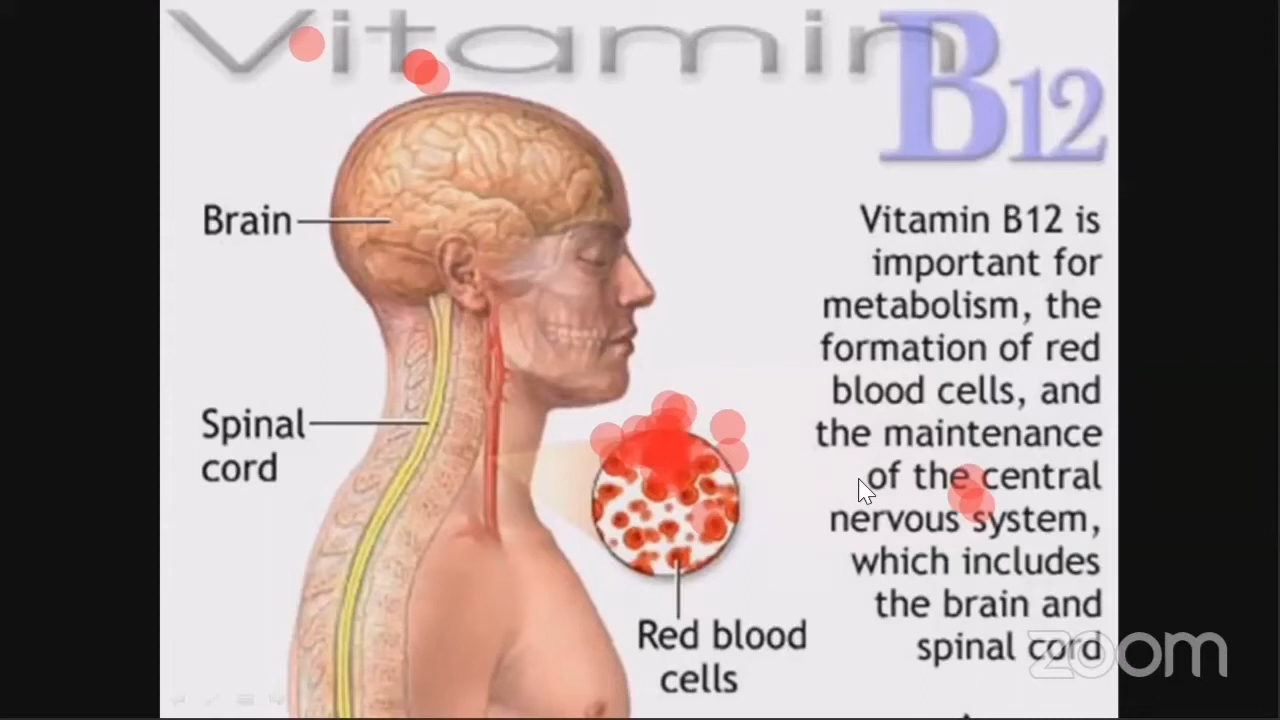 Vitamin B12
Brain
Spinal
cord
Red blood
cells
Vitamin B12 is
important for
metabolism, the
formation of red
blood cells, and
the maintenance
of the central
nervous system,
which includes
the brain and
spinal cord
zoom